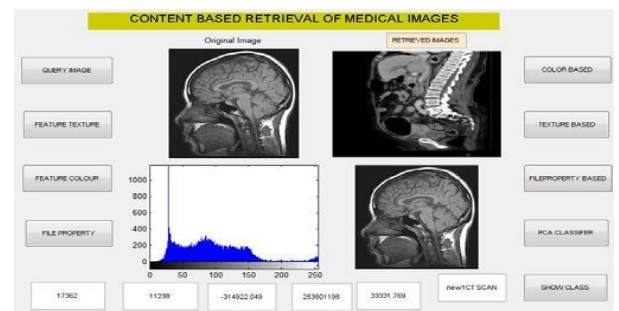 CONTENT BASED RETRIEVAL OF MEDICAL IMAGES
Original Image
RETRIEVED IMAGES
QUERY IMAGE
COLOR BASED
FEATURE TEXTURE
TEXTURE BASED
FEATURE COLOUR
FILEPROPERTY BASED
FILE PROPERTY
PCA CLASSIFER
1000
800
600
400
200
0
0 50 100 150 200 250
17362
11238
-314922.049
253801198
33331.769
new1CT SCAN
SHOW CLASS